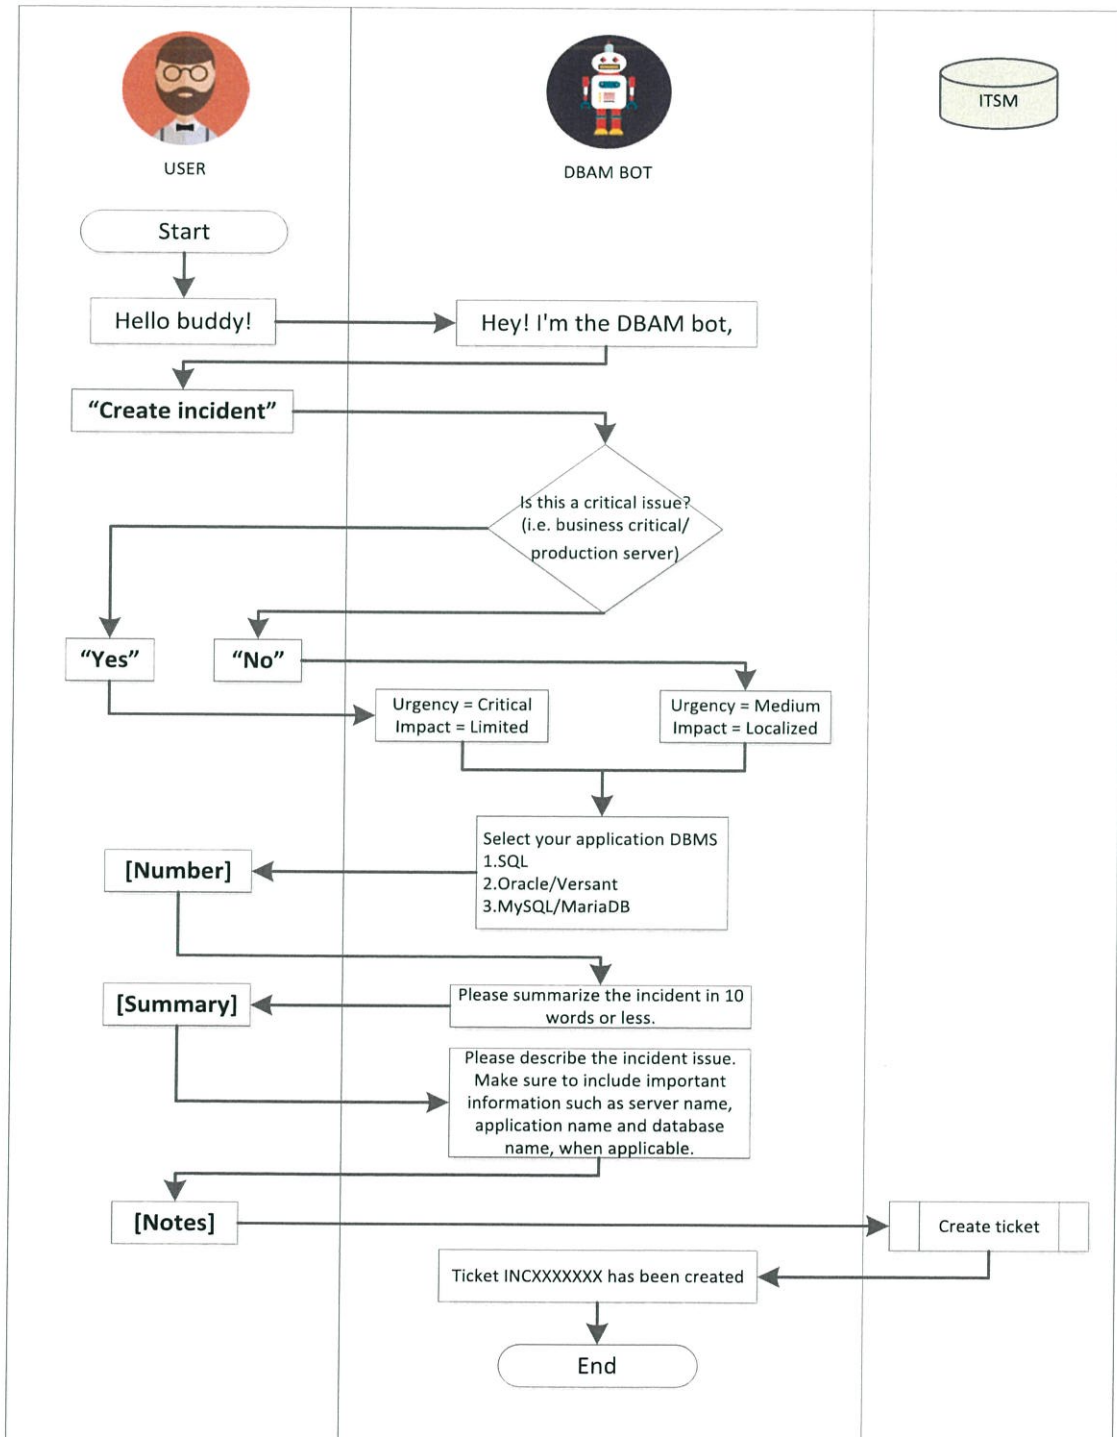 USER
DBAM BOT
ITSM
Start
Hello buddy!
Hey! I'm the DBAM bot,
“Create incident”
Is this a critical issue?
(i.e. business critical/
production server)
“Yes”
“No”
Urgency = Critical
Impact = Limited
Urgency = Medium
Impact = Localized
Select your application DBMS
1.SQL
2.Oracle/Versant
3.MySQL/MariaDB
[Number]
Please summarize the incident in 10
words or less.
[Summary]
Please describe the incident issue.
Make sure to include important
information such as server name,
application name and database
name, when applicable.
[Notes]
Create ticket
Ticket INCXXXXXXX has been created
End